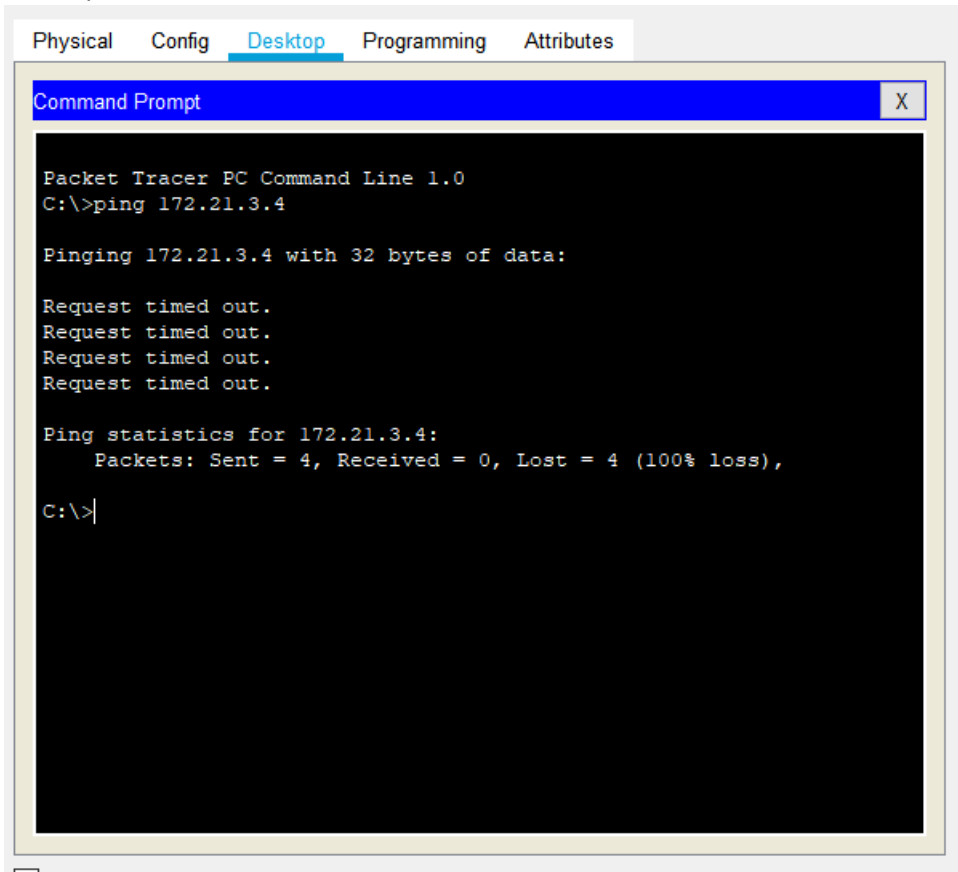 Physical Config Desktop Programming Attributes
Command Prompt X
Packet Tracer PC Command Line 1.0
C:\>ping 172.21.3.4
Pinging 172.21.3.4 with 32 bytes of data:
Request timed out.
Request timed out.
Request timed out.
Request timed out.
Ping statistics for 172.21.3.4:
    Packets: Sent = 4, Received = 0, Lost = 4 (100% loss),
C:\>